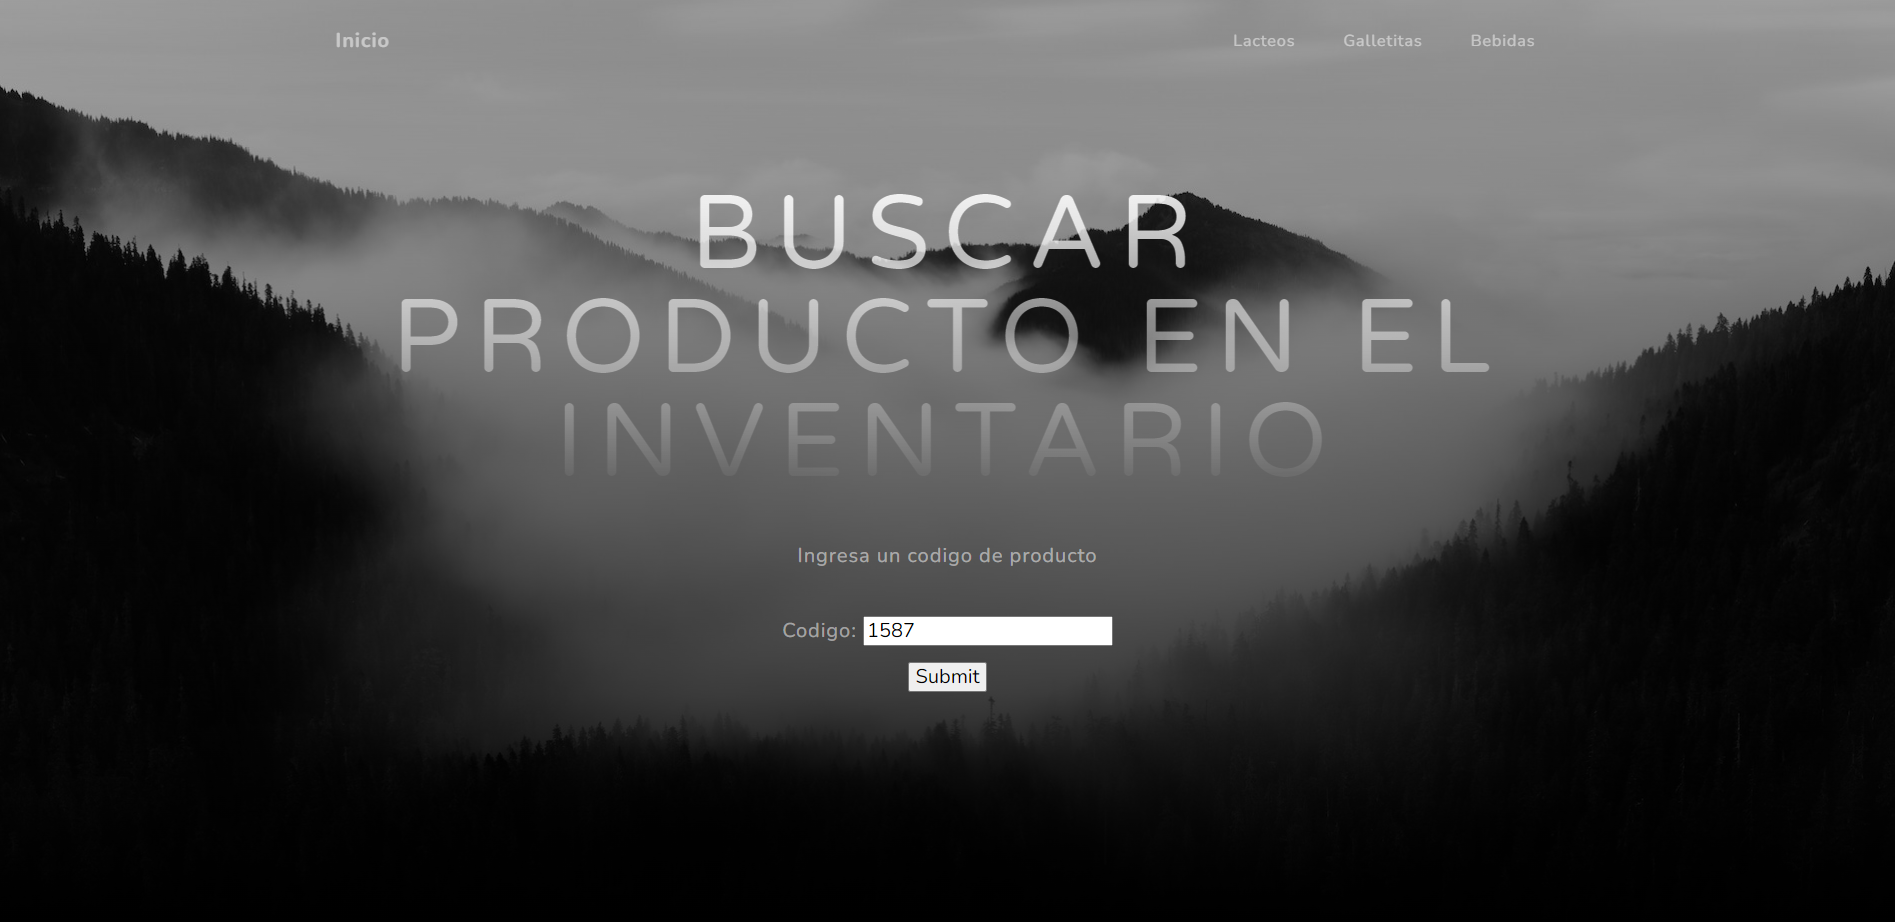 Inicio
Lacteos Galletitas Bebidas
BUSCAR
PRODUCTO EN EL
INVENTARIO
Ingresa un codigo de producto
Codigo: 1587
Submit